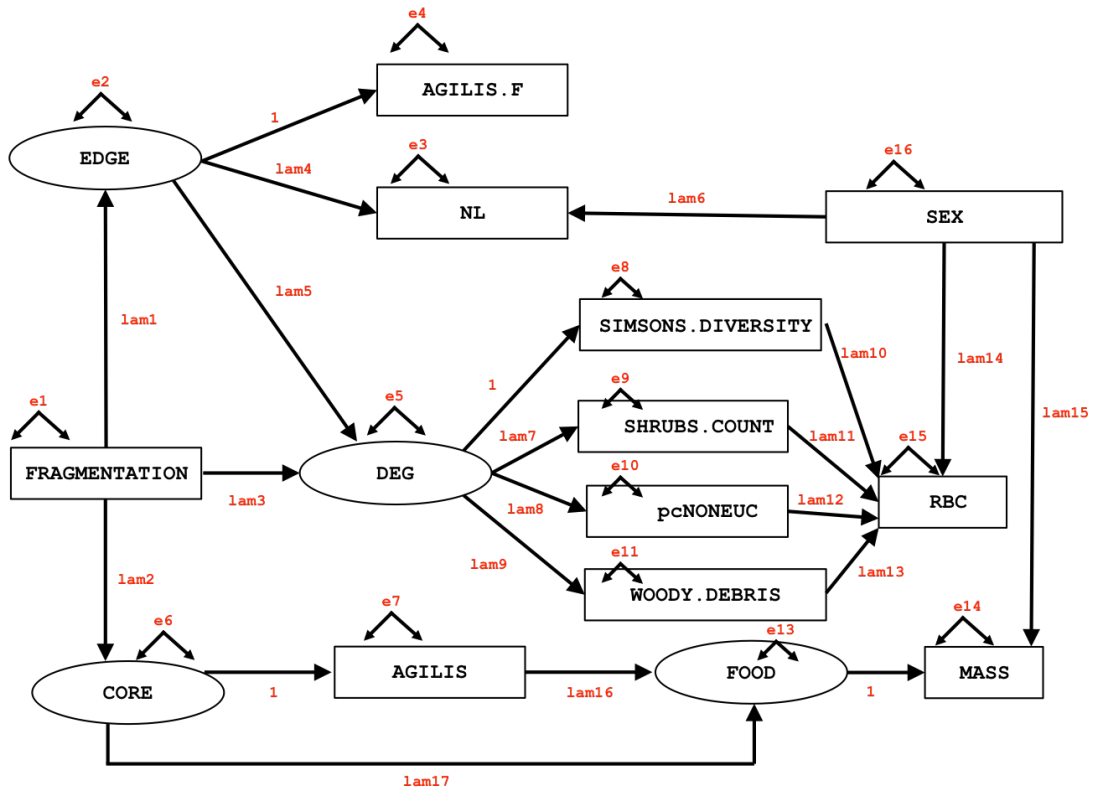 e4
AGILIS.F
e2
1
EDGE
e3
lam4
NL
e16
lam6
SEX
lam5
e8
SIMSONS.DIVERSITY
lam1
lam10
lam14
1
e9
e1
e5
SHRUBS.COUNT
lam11
lam15
lam7
e15
FRAGMENTATION
DEG
e10
lam3
lam8
pcNONEUC
lam12
RBC
e11
lam9
lam13
lam2
WOODY.DEBRIS
e7
e14
e6
e13
CORE
AGILIS
FOOD
MASS
1
lam16
1
lam17